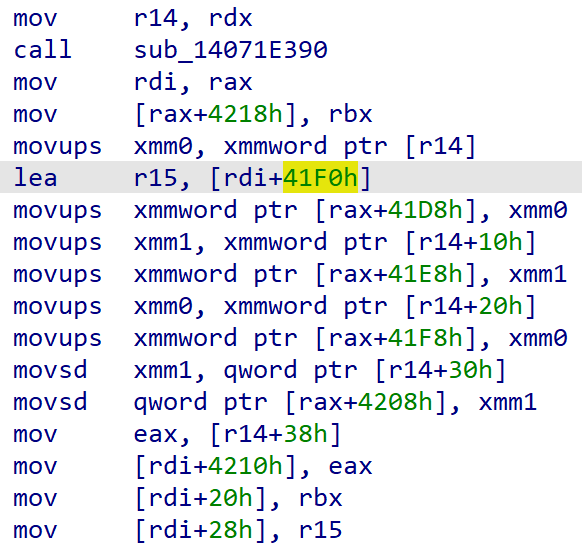 mov r14, rdx
call sub_14071E390
mov rdi, rax
mov [rax+4218h], rbx
movups xmm0, xmmword ptr [r14]
lea r15, [rdi+41F0h]
movups xmmword ptr [rax+41D8h], xmm0
movups xmm1, xmmword ptr [r14+10h]
movups xmmword ptr [rax+41E8h], xmm1
movups xmm0, xmmword ptr [r14+20h]
movups xmmword ptr [rax+41F8h], xmm0
movsd xmm1, qword ptr [r14+30h]
movsd qword ptr [rax+4208h], xmm1
mov eax, [r14+38h]
mov [rdi+4210h], eax
mov [rdi+20h], rbx
mov [rdi+28h], r15